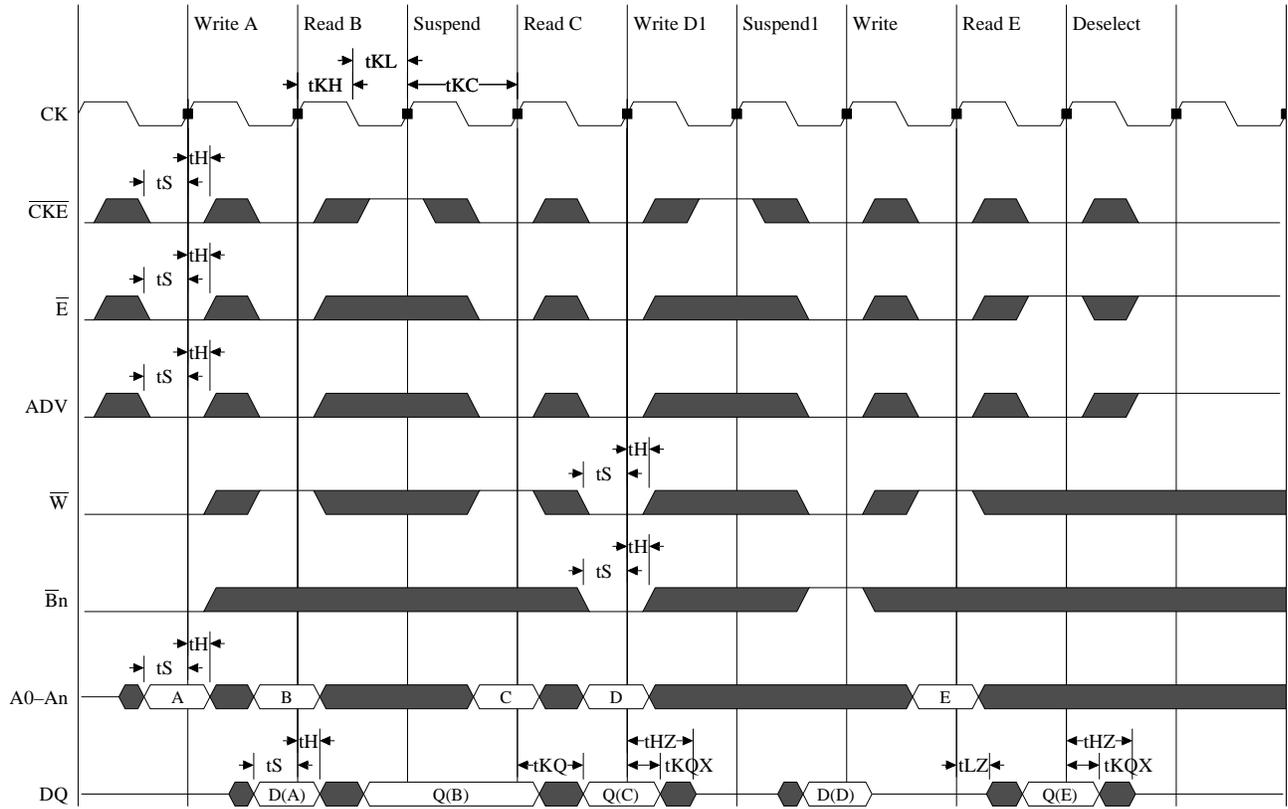 Write A Read B Suspend Read C Write D1 Suspend1 Write Read E Deselect
tKL
tKH tKC
CK
tH
tS
CKE
tH
tS
E
tH
tS
ADV
tH
tS
W
tH
tS
Bn
tH
tS
A0–An A B C D E
tH tHZ tHZ
tS tKQ tKQX tLZ tKQX
DQ D(A) Q(B) Q(C) D(D) Q(E)